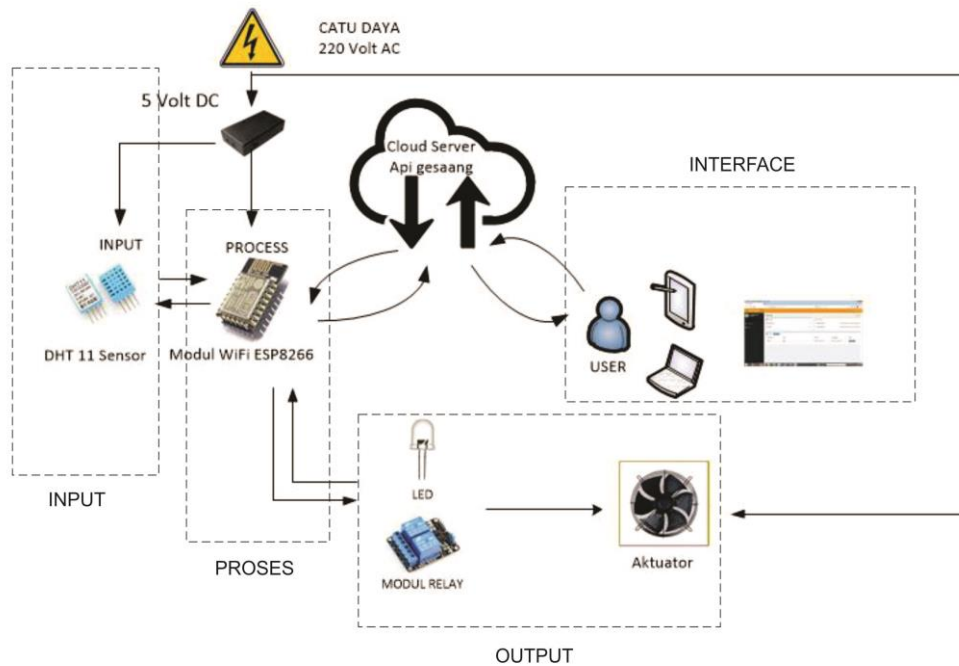 CATU DAYA
220 Volt AC
5 Volt DC
Cloud Server
Api gesaang
INTERFACE
INPUT
PROCESS
DHT 11 Sensor
Modul WiFi ESP8266
USER
INPUT
LED
MODUL RELAY
Aktuator
PROSES
OUTPUT